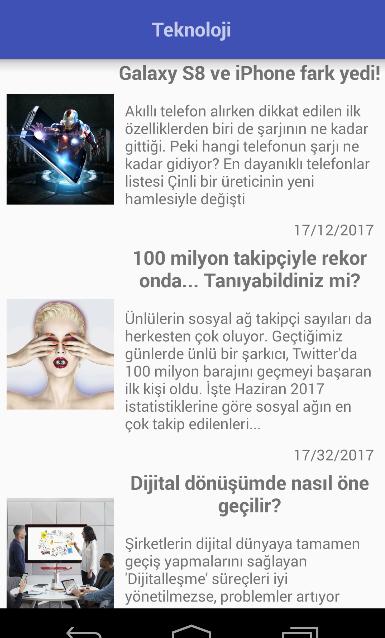 Teknoloji
Galaxy S8 ve iPhone fark yedi!
Akıllı telefon alırken dikkat edilen ilk
özelliklerden biri de şarjının ne kadar
gittiği. Peki hangi telefonun şarjı ne
kadar gidiyor? En dayanıklı telefonlar
listesi Çinli bir üreticinin yeni
hamlesiyle değişti
17/12/2017
100 milyon takipçiyle rekor
onda... Tanıyabildiniz mi?
Ünlülerin sosyal ağ takipçi sayıları da
herkesten çok oluyor. Geçtiğimiz
günlerde ünlü bir şarkıcı, Twitter'da
100 milyon barajını geçmeyi başaran
ilk kişi oldu. İşte Haziran 2017
istatistiklerine göre sosyal ağın en
çok takip edilenleri...
17/32/2017
Dijital dönüşümde nasıl öne
geçilir?
Şirketlerin dijital dünyaya tamamen
geçiş yapmalarını sağlayan
'Dijitalleşme' süreçleri iyi
yönetilmezse, problemler artıyor